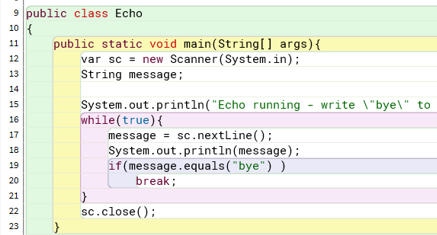 9 public class Echo
10 {
11 public static void main(String[] args){
12 var sc = new Scanner(System.in);
13 String message;
14
15 System.out.println("Echo running - write \"bye\" to
16 while(true){
17 message = sc.nextLine();
18 System.out.println(message);
19 if(message.equals("bye") )
20 break;
21 }
22 sc.close();
23 }